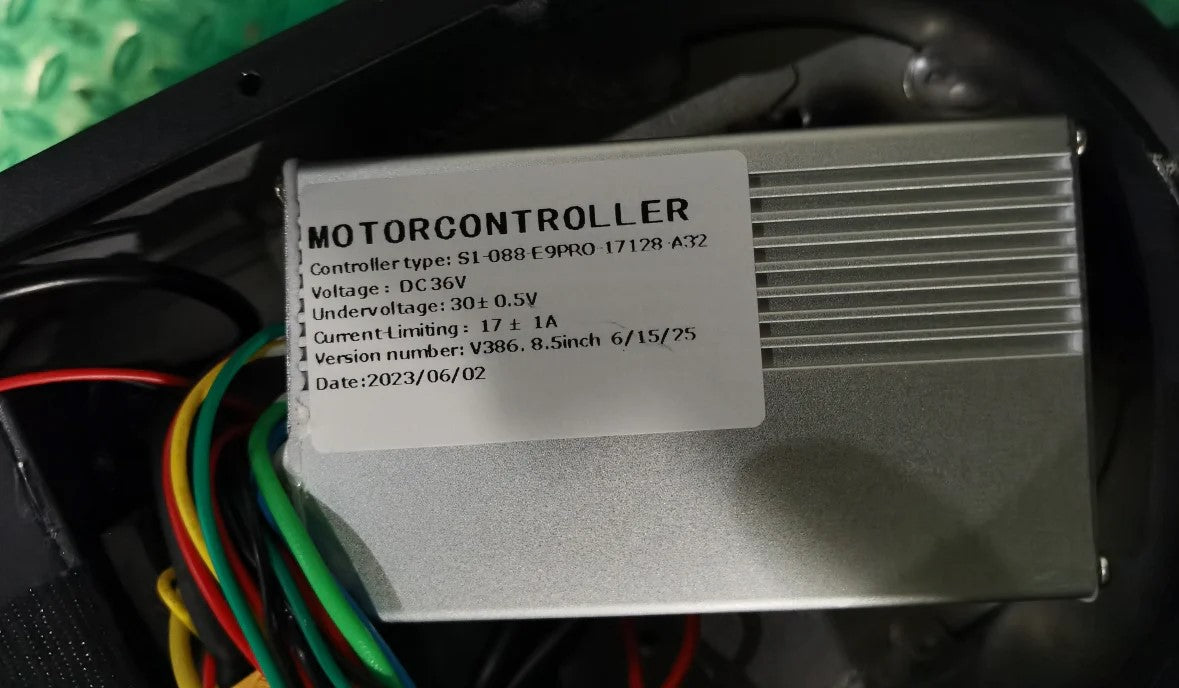 MOTORCONTROLLER
Controller type: S1-088-E9PRO-17128-A32
Voltage: DC36V
Undervoltage: 30± 0.5V
Current-Limiting: 17 ± 1A
Version number: V386. 8.5inch 6/15/25
Date:2023/06/02